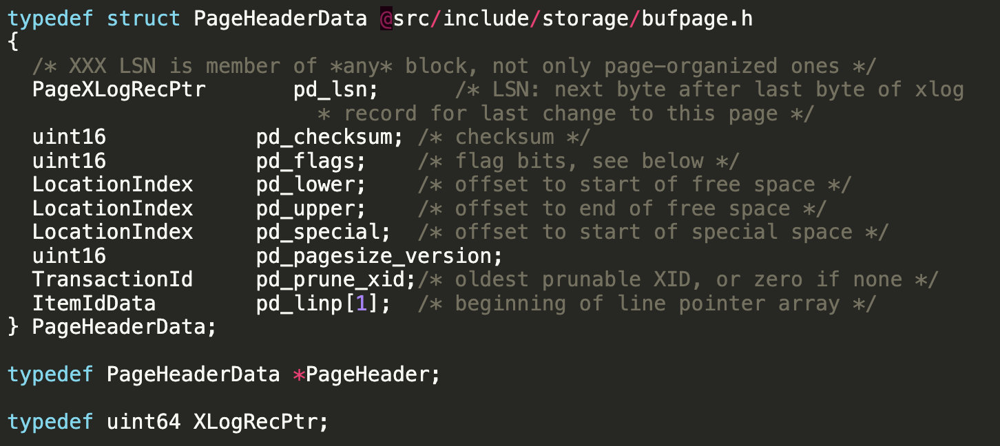 typedef struct PageHeaderData @src/include/storage/bufpage.h
{
/* XXX LSN is member of *any* block, not only page-organized ones */
PageXLogRecPtr pd_lsn; /* LSN: next byte after last byte of xlog
* record for last change to this page */
uint16 pd_checksum; /* checksum */
uint16 pd_flags; /* flag bits, see below */
LocationIndex pd_lower; /* offset to start of free space */
LocationIndex pd_upper; /* offset to end of free space */
LocationIndex pd_special; /* offset to start of special space */
uint16 pd_pagesize_version;
TransactionId pd_prune_xid;/* oldest prunable XID, or zero if none */
ItemIdData pd_linp[1]; /* beginning of line pointer array */
} PageHeaderData;
typedef PageHeaderData *PageHeader;
typedef uint64 XLogRecPtr;